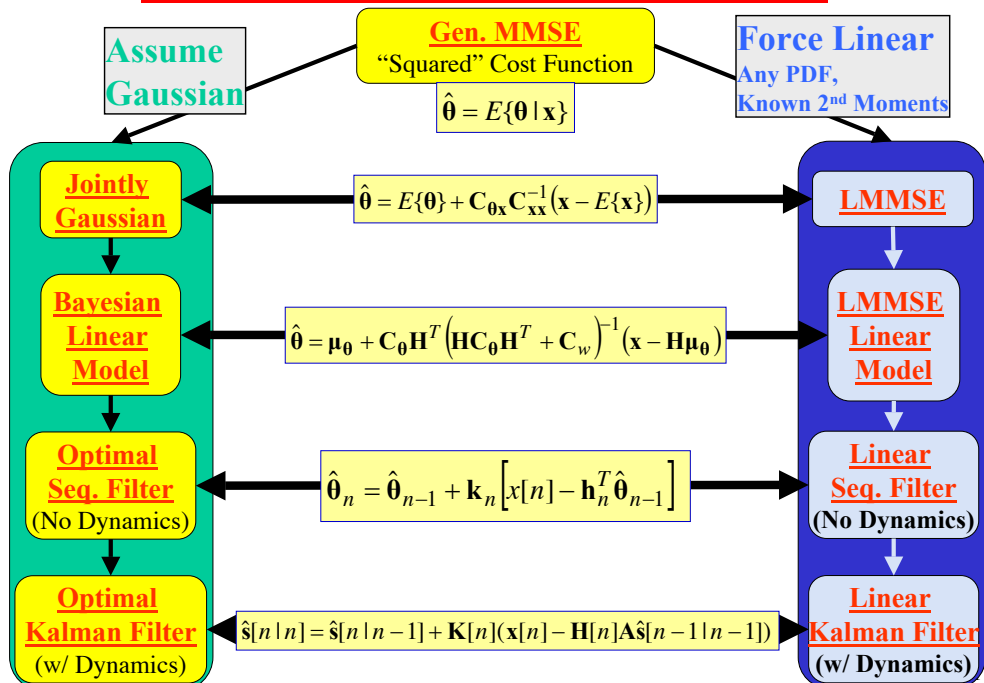 Gen. MMSE
“Squared” Cost Function
θ̂ = E{θ | x}
Assume
Gaussian
Force Linear
Any PDF,
Known 2nd Moments
Jointly
Gaussian
θ̂ = E{θ} + C_θx C_xx^{-1}(x − E{x})
LMMSE
Bayesian
Linear
Model
θ̂ = μ_θ + C_θ H^T (HC_θ H^T + C_w)^{-1} (x − Hμ_θ)
LMMSE
Linear
Model
Optimal
Seq. Filter
(No Dynamics)
θ̂_n = θ̂_{n−1} + k_n [x[n] − h_n^T θ̂_{n−1}]
Linear
Seq. Filter
(No Dynamics)
Optimal
Kalman Filter
(w/ Dynamics)
ŝ[n | n] = ŝ[n | n−1] + K[n](x[n] − H[n]Aŝ[n−1 | n−1])
Linear
Kalman Filter
(w/ Dynamics)